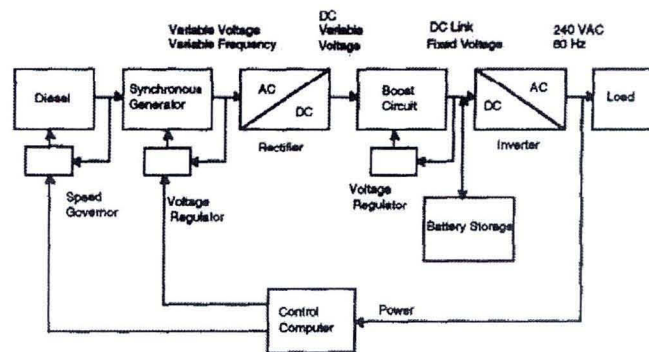 Variable Voltage
Variable Frequency
DC
Variable
Voltage
DC Link
Fixed Voltage
240 VAC
60 Hz
Diesel
Synchronous
Generator
AC
DC
Boost
Circuit
DC
AC
Load
Rectifier
Inverter
Speed
Governor
Voltage
Regulator
Voltage
Regulator
Battery Storage
Control
Computer
Power